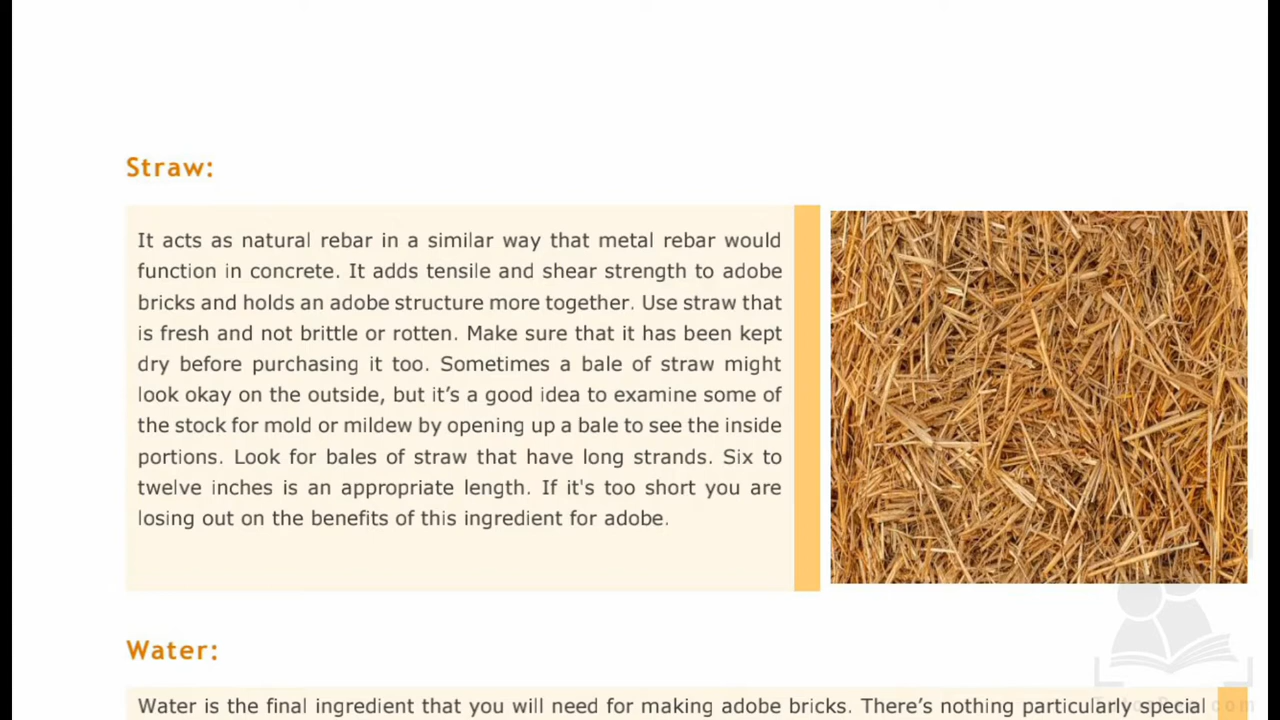 Straw:
It acts as natural rebar in a similar way that metal rebar would
function in concrete. It adds tensile and shear strength to adobe
bricks and holds an adobe structure more together. Use straw that
is fresh and not brittle or rotten. Make sure that it has been kept
dry before purchasing it too. Sometimes a bale of straw might
look okay on the outside, but it’s a good idea to examine some of
the stock for mold or mildew by opening up a bale to see the inside
portions. Look for bales of straw that have long strands. Six to
twelve inches is an appropriate length. If it's too short you are
losing out on the benefits of this ingredient for adobe.
Water:
Water is the final ingredient that you will need for making adobe bricks. There’s nothing particularly special